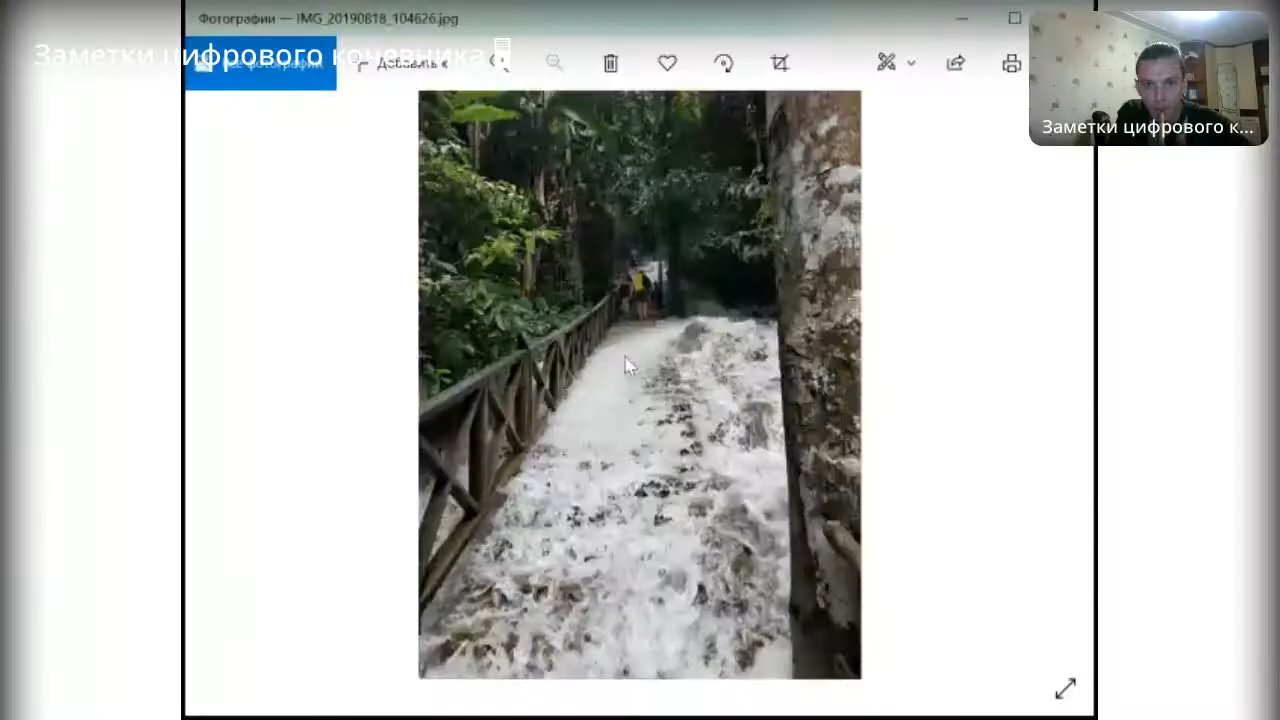 Фотографии — IMG_20190818_104626.jpg
Заметки цифрового кочевника
Добавить к
Заметки цифрового к...